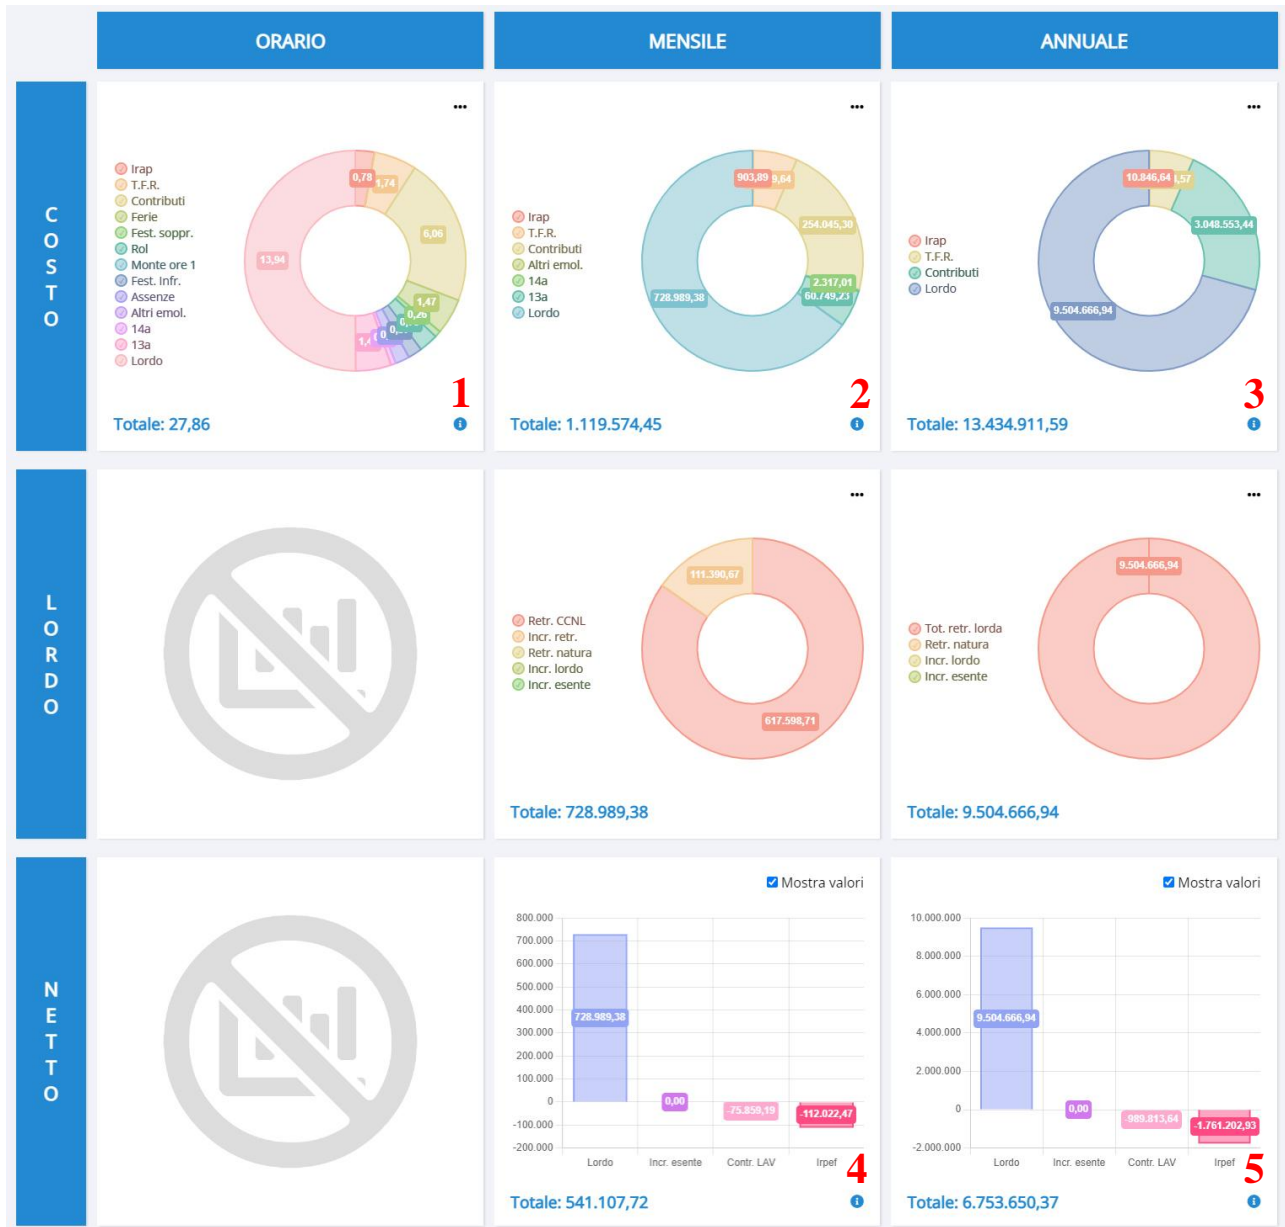 ORARIO
MENSILE
ANNUALE
COSTO
Irap
T.F.R.
Contributi
Ferie
Fest. soppr.
Rol
Monte ore 1
Fest. Infr.
Assenze
Altri emol.
14a
13a
Lordo
0,78
1,74
6,06
1,47
0,26
13,94
1
Totale: 27,86
Irap
T.F.R.
Contributi
Altri emol.
14a
13a
Lordo
903,89
9,64
254.045,30
2.317,01
60.749,23
728.989,38
2
Totale: 1.119.574,45
Irap
T.F.R.
Contributi
Lordo
10.846,64
3.048.553,44
9.504.666,94
3
Totale: 13.434.911,59
LORDO
Retr. CCNL
Incr. retr.
Retr. natura
Incr. lordo
Incr. esente
111.390,67
617.598,71
Totale: 728.989,38
Tot. retr. lorda
Retr. natura
Incr. lordo
Incr. esente
9.504.666,94
Totale: 9.504.666,94
NETTO
Mostra valori
800.000
700.000
600.000
500.000
400.000
300.000
200.000
100.000
0
-100.000
-200.000
728.989,38
0,00
-75.859,19
-112.022,47
Lordo
Incr. esente
Contr. LAV
Irpef
4
Totale: 541.107,72
Mostra valori
10.000.000
8.000.000
6.000.000
4.000.000
2.000.000
0
-2.000.000
9.504.666,94
0,00
-989.813,64
-1.761.202,93
Lordo
Incr. esente
Contr. LAV
Irpef
5
Totale: 6.753.650,37